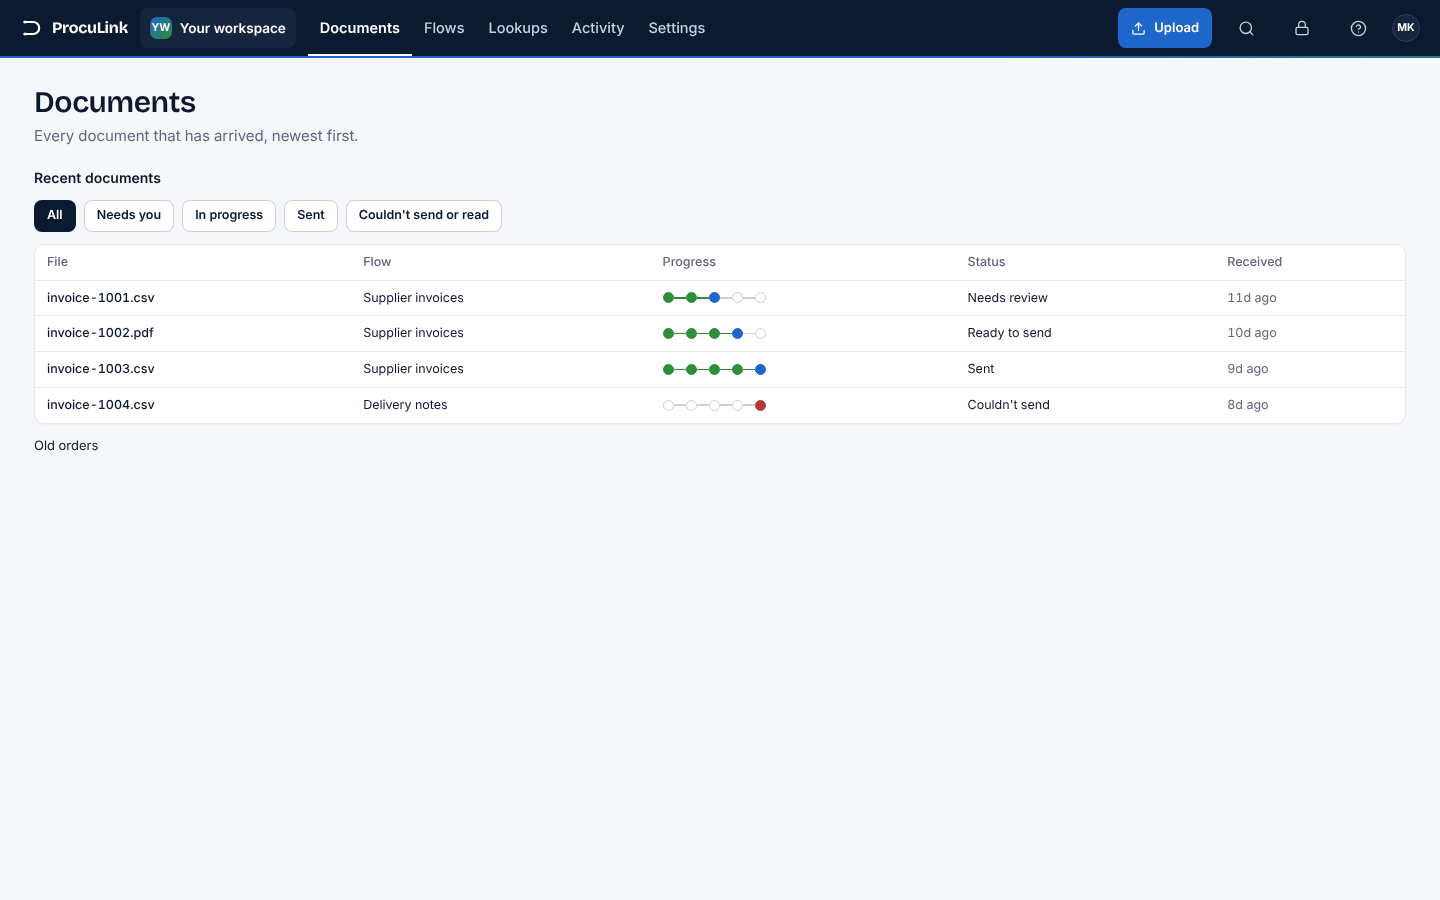 ProcuLink YW Your workspace Documents Flows Lookups Activity Settings Upload MK
Documents
Every document that has arrived, newest first.
Recent documents
All Needs you In progress Sent Couldn't send or read
File Flow Progress Status Received
invoice-1001.csv Supplier invoices Needs review 11d ago
invoice-1002.pdf Supplier invoices Ready to send 10d ago
invoice-1003.csv Supplier invoices Sent 9d ago
invoice-1004.csv Delivery notes Couldn't send 8d ago
Old orders